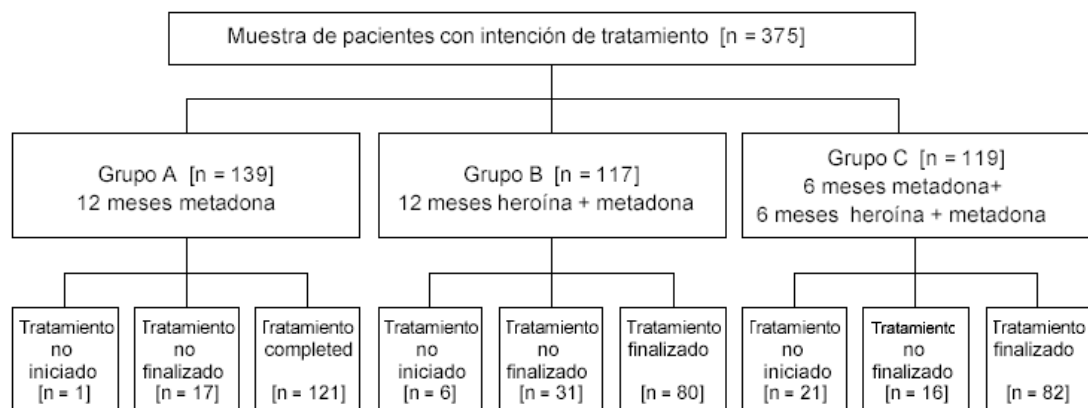 Muestra de pacientes con intención de tratamiento [n = 375]
Grupo A [n = 139]
12 meses metadona
Grupo B [n = 117]
12 meses heroína + metadona
Grupo C [n = 119]
6 meses metadona+
6 meses heroína + metadona
Tratamiento
no
iniciado
[n = 1]
Tratamiento
no
finalizado
[n = 17]
Tratamiento
completed
[n = 121]
Tratamiento
no
iniciado
[n = 6]
Tratamiento
no
finalizado
[n = 31]
Tratamiento
finalizado
[n = 80]
Tratamiento
no
iniciado
[n = 21]
Tratamiento
no
finalizado
[n = 16]
Tratamiento
finalizado
[n = 82]